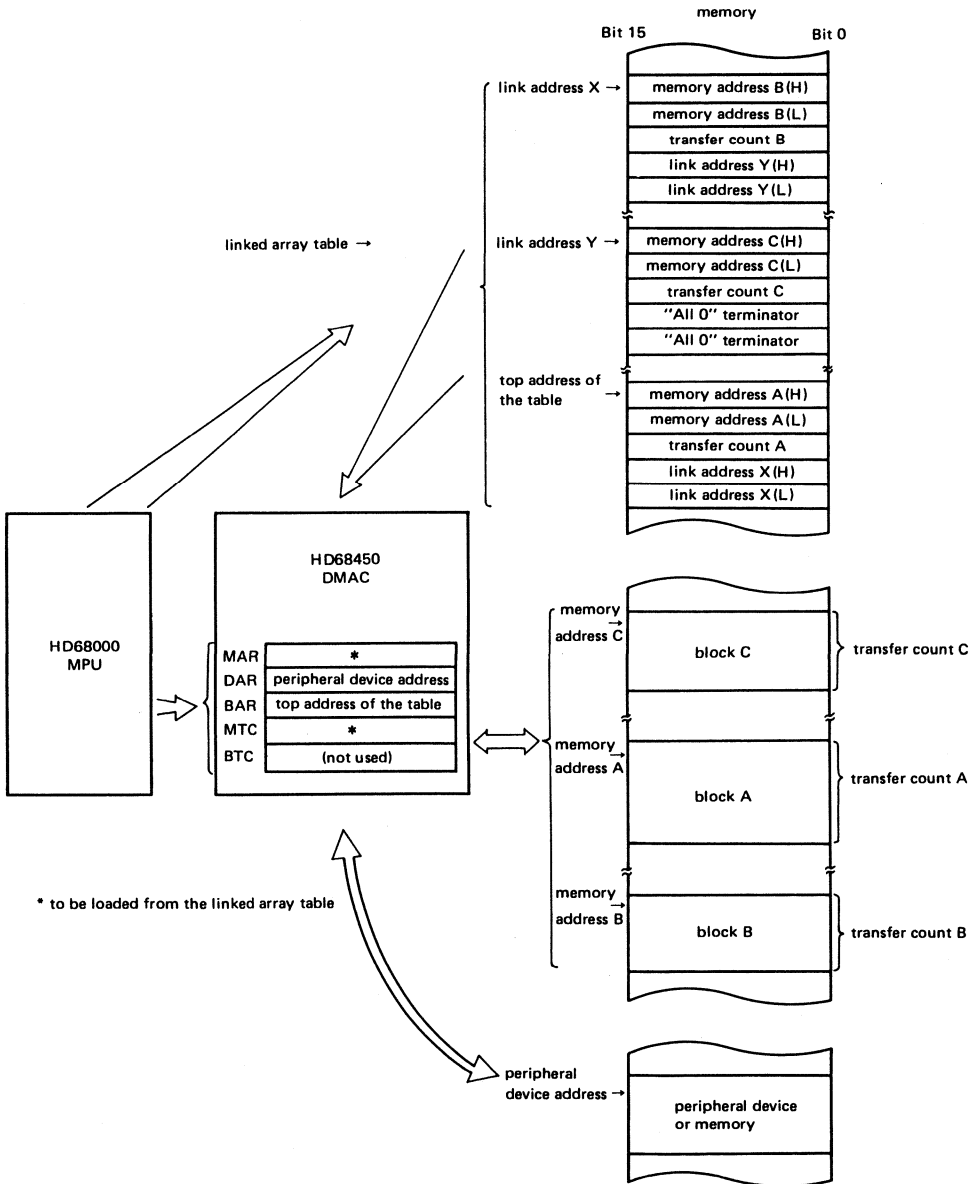 memory
Bit 15 Bit 0
link address X →
memory address B(H)
memory address B(L)
transfer count B
link address Y(H)
link address Y(L)
linked array table →
link address Y →
memory address C(H)
memory address C(L)
transfer count C
"All 0" terminator
"All 0" terminator
top address of
the table →
memory address A(H)
memory address A(L)
transfer count A
link address X(H)
link address X(L)
HD68000
MPU
HD68450
DMAC
MAR *
DAR peripheral device address
BAR top address of the table
MTC *
BTC (not used)
memory
address C →
block C
transfer count C
memory
address A →
block A
transfer count A
memory
address B →
block B
transfer count B
* to be loaded from the linked array table
peripheral
device address →
peripheral device
or memory